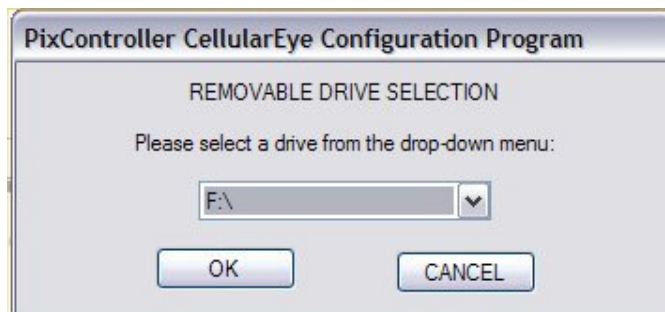 PixController CellularEye Configuration Program
REMOVABLE DRIVE SELECTION
Please select a drive from the drop-down menu:
F:\
OK
CANCEL